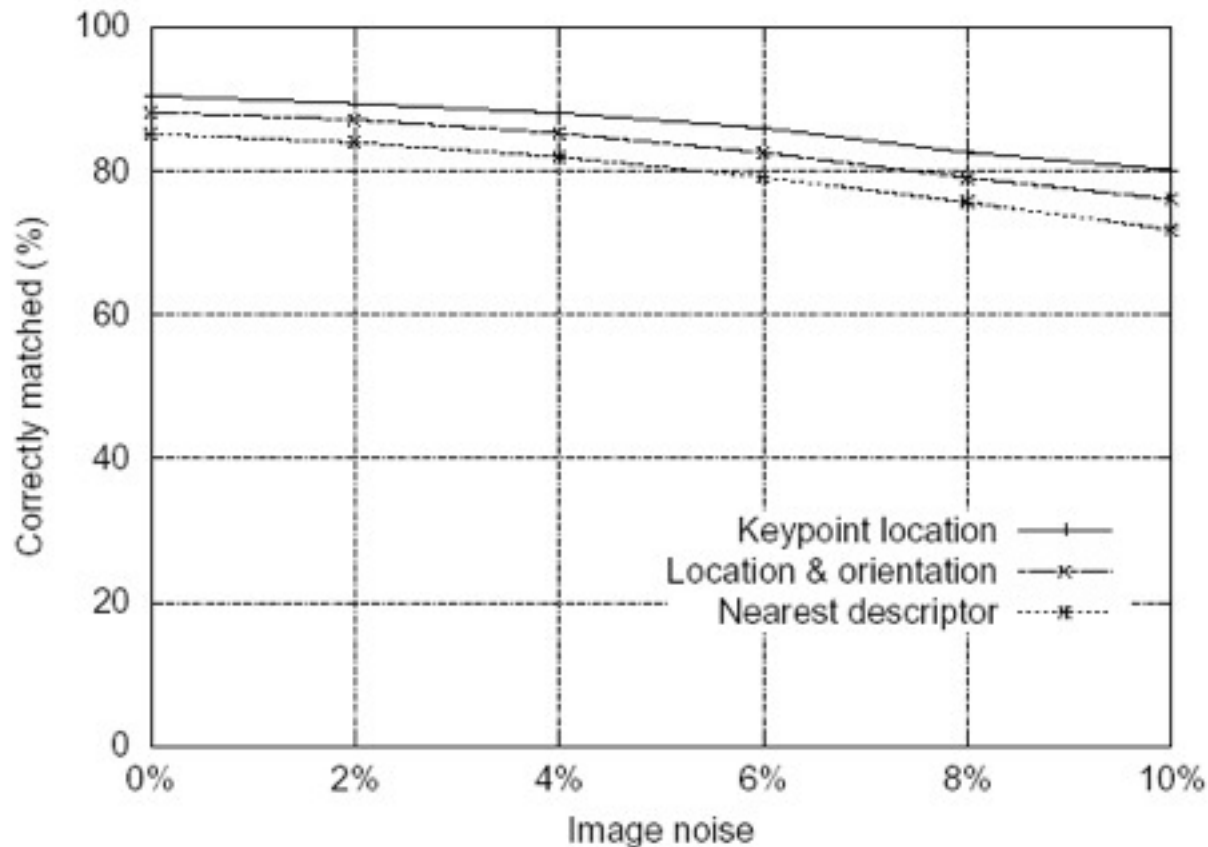 100
80
60
40
20
0
Correctly matched (%)
Keypoint location
Location & orientation
Nearest descriptor
0% 2% 4% 6% 8% 10%
Image noise